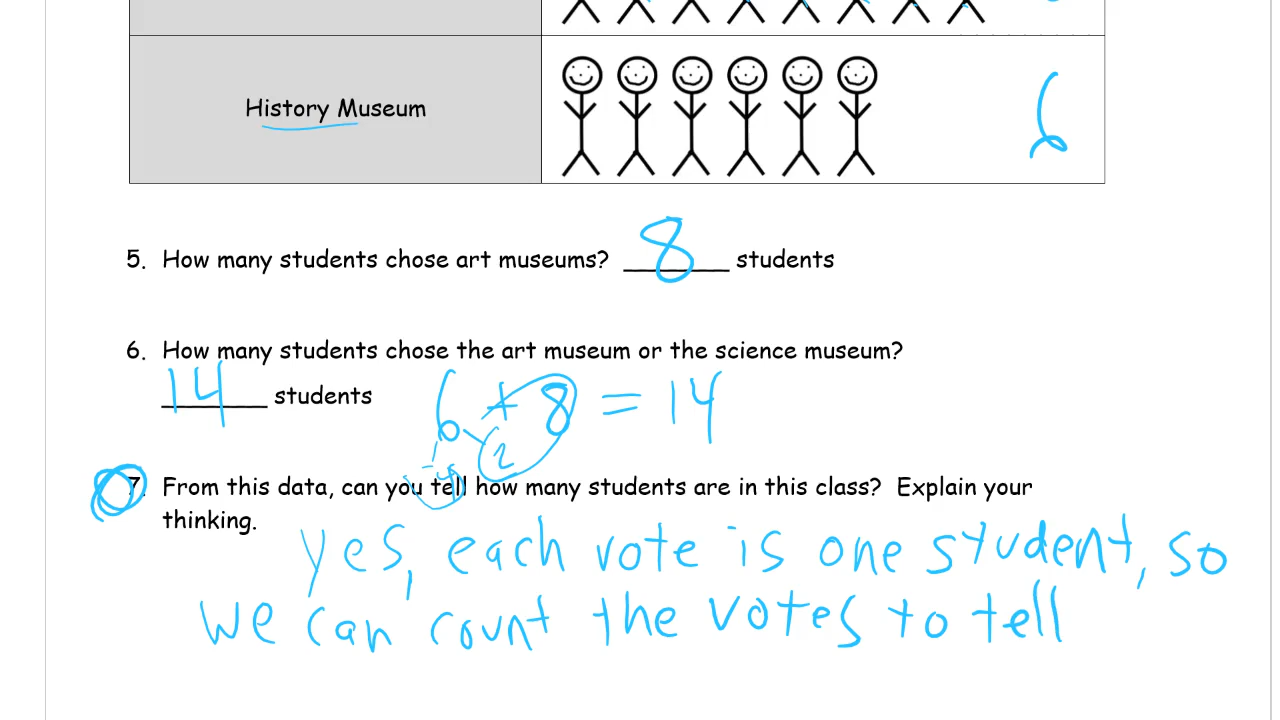 History Museum
6
5. How many students chose art museums? 8 students
6. How many students chose the art museum or the science museum?
14 students 6 + 8 = 14
4 2
7. From this data, can you tell how many students are in this class? Explain your
thinking.
yes, each vote is one student, so
we can count the votes to tell